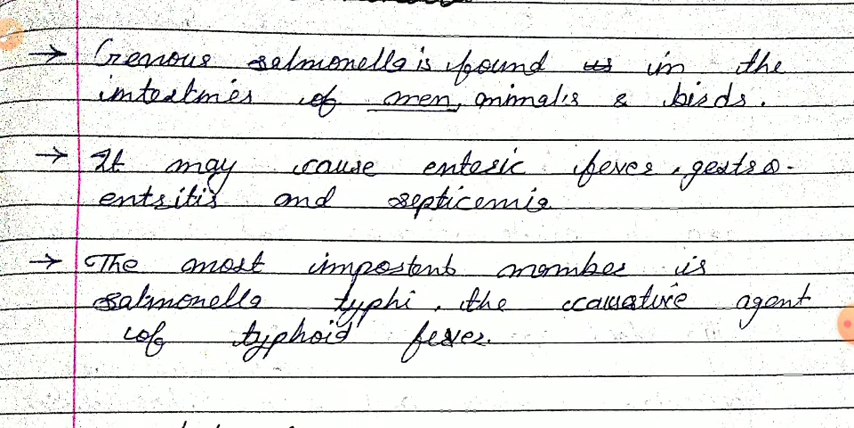 → Genous salmonella is found in the
intestines of men, animals & birds.
→ It may cause enteric fever, gastro-
entritis and septicemia
→ The most important member is
salmonella typhi, the causative agent
of typhoid fever.